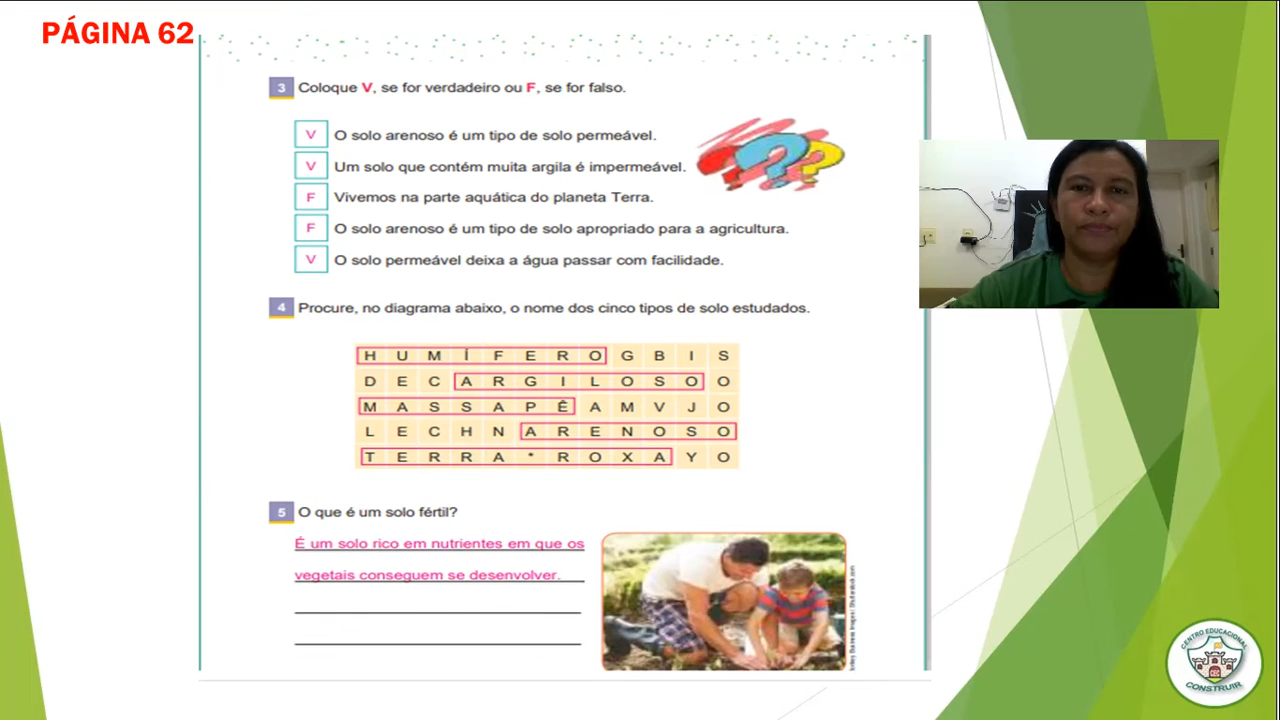 PÁGINA 62
3 Coloque V, se for verdadeiro ou F, se for falso.
V O solo arenoso é um tipo de solo permeável.
V Um solo que contém muita argila é impermeável.
F Vivemos na parte aquática do planeta Terra.
F O solo arenoso é um tipo de solo apropriado para a agricultura.
V O solo permeável deixa a água passar com facilidade.
4 Procure, no diagrama abaixo, o nome dos cinco tipos de solo estudados.
H U M Í F E R O G B I S
D E C A R G I L O S O O
M A S S A P Ê A M V J O
L E C H N A R E N O S O
T E R R A * R O X A Y O
5 O que é um solo fértil?
É um solo rico em nutrientes em que os
vegetais conseguem se desenvolver.
CENTRO EDUCACIONAL
CEC
CONSTRUIR